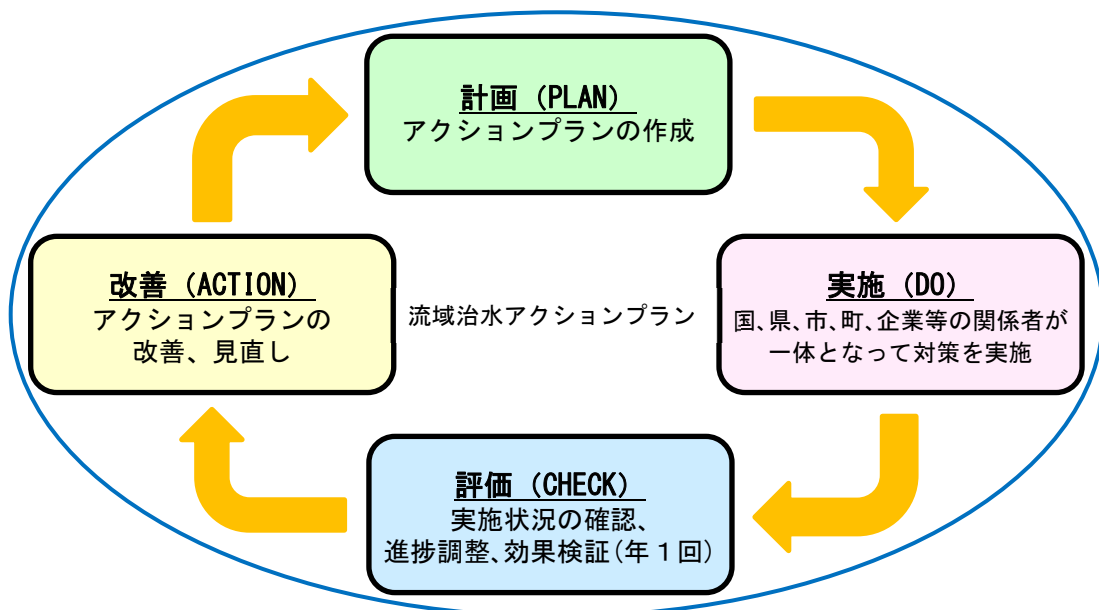 計画（PLAN）
アクションプランの作成
改善（ACTION）
アクションプランの
改善、見直し
流域治水アクションプラン
実施（DO）
国、県、市、町、企業等の関係者が
一体となって対策を実施
評価（CHECK）
実施状況の確認、
進捗調整、効果検証(年１回)